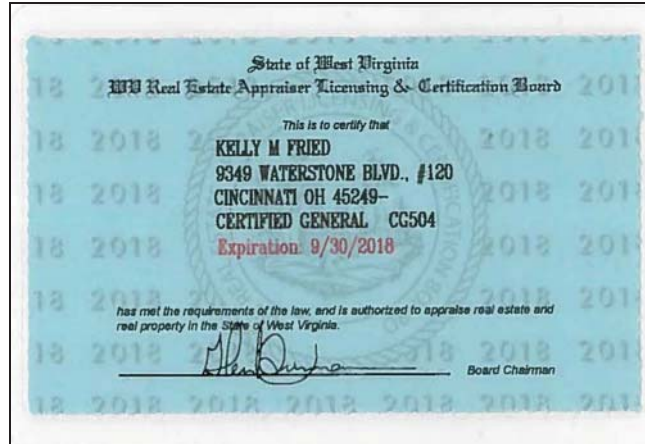 State of West Virginia
WV Real Estate Appraiser Licensing & Certification Board
This is to certify that
KELLY M FRIED
9349 WATERSTONE BLVD., #120
CINCINNATI OH 45249-
CERTIFIED GENERAL CG504
Expiration: 9/30/2018
has met the requirements of the law, and is authorized to appraise real estate and
real property in the State of West Virginia.
Board Chairman